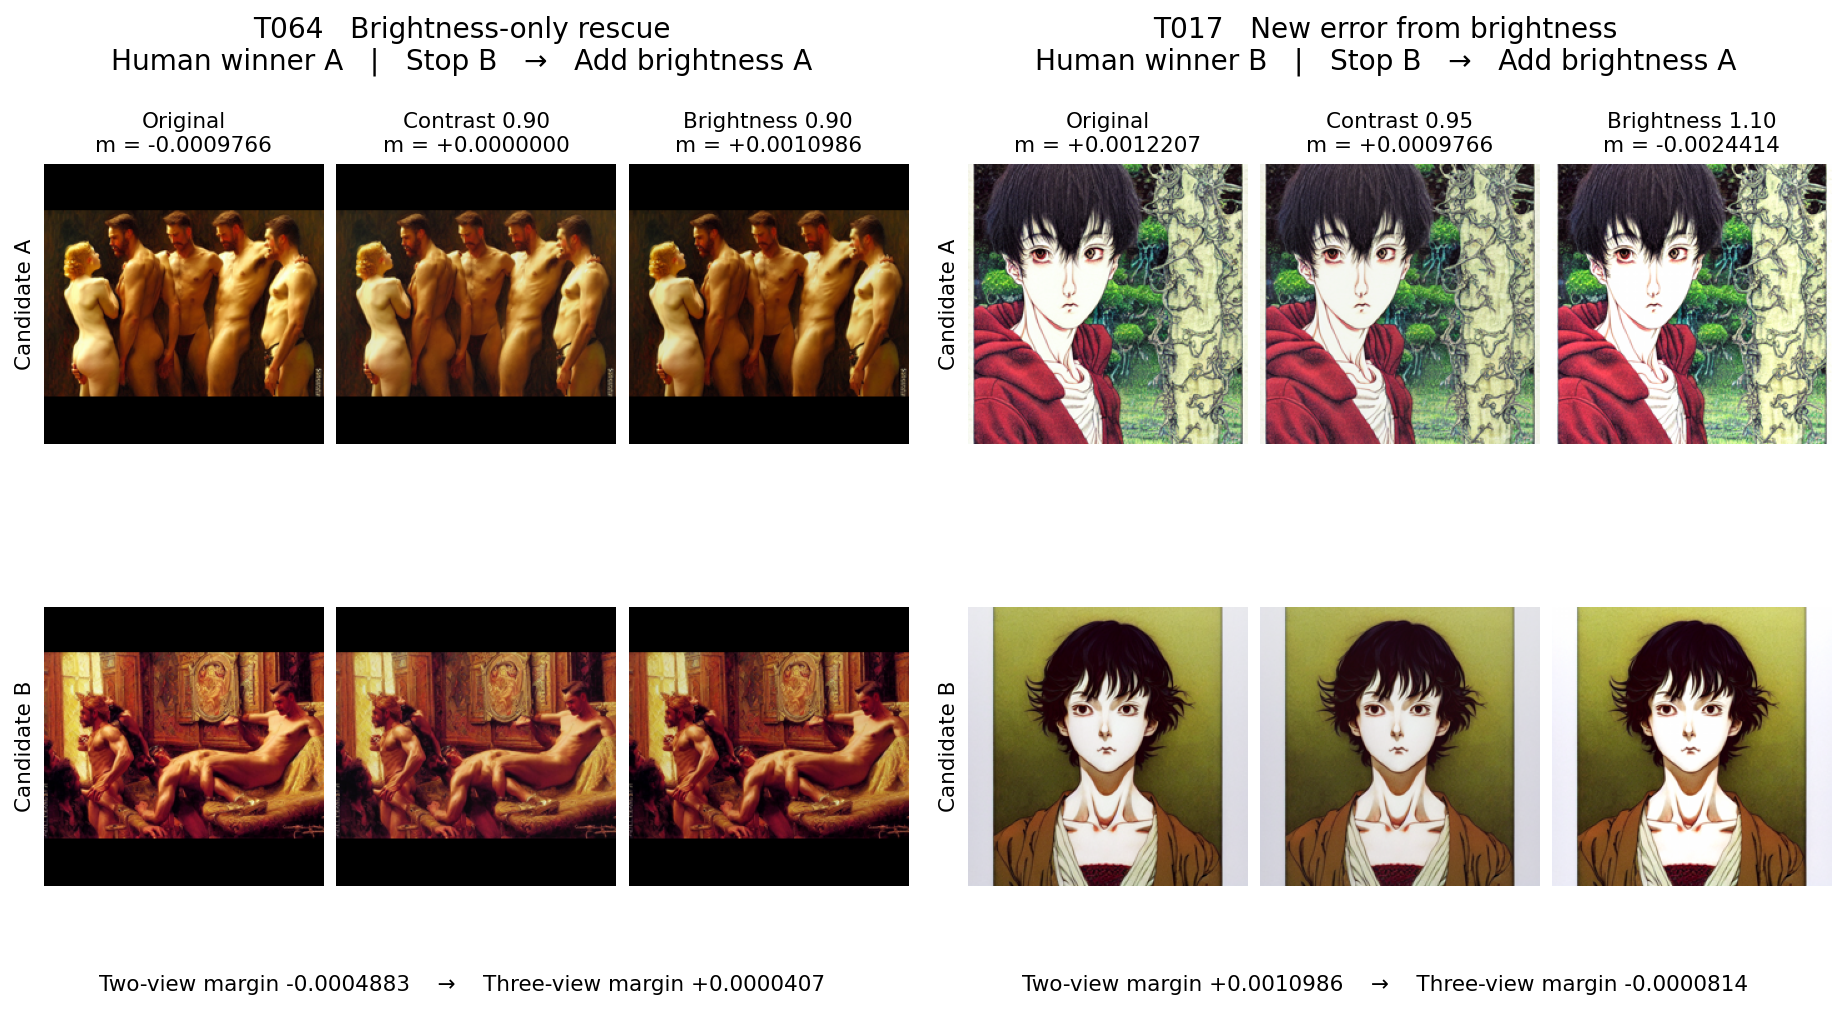 T064   Brightness-only rescue
Human winner A   |   Stop B   →   Add brightness A
Original
m = -0.0009766
Contrast 0.90
m = +0.0000000
Brightness 0.90
m = +0.0010986
Candidate A
Candidate B
Two-view margin -0.0004883   →   Three-view margin +0.0000407
T017   New error from brightness
Human winner B   |   Stop B   →   Add brightness A
Original
m = +0.0012207
Contrast 0.95
m = +0.0009766
Brightness 1.10
m = -0.0024414
Candidate A
Candidate B
Two-view margin +0.0010986   →   Three-view margin -0.0000814